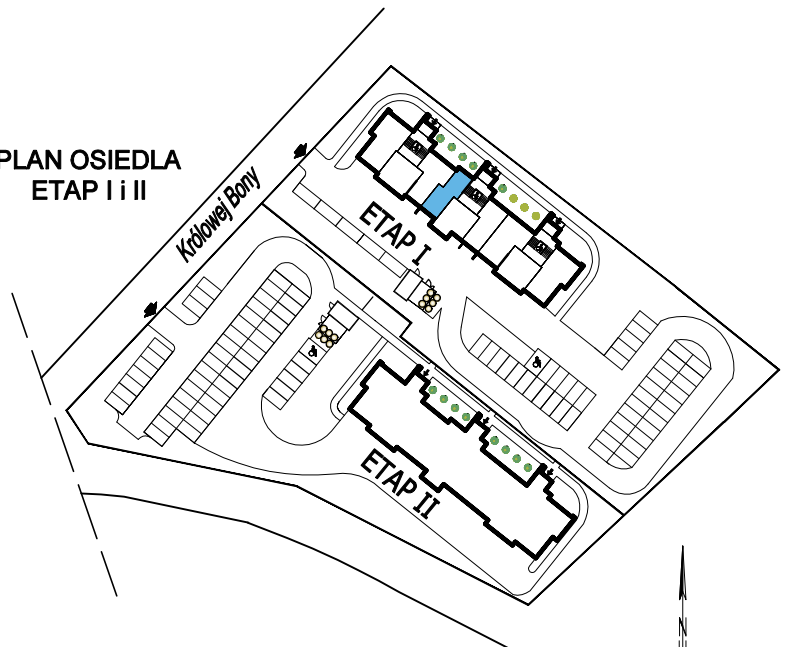 PLAN OSIEDLA
ETAP I i II
Królowej Bony
ETAP I
ETAP II
N